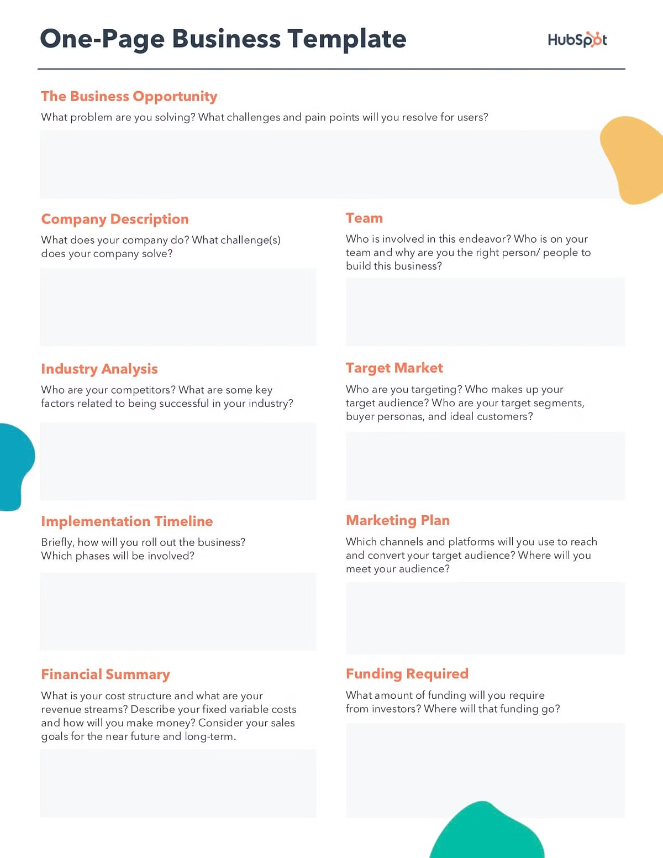 One-Page Business Template
HubSpot
The Business Opportunity
What problem are you solving? What challenges and pain points will you resolve for users?
Company Description
What does your company do? What challenge(s)
does your company solve?
Team
Who is involved in this endeavor? Who is on your
team and why are you the right person/ people to
build this business?
Industry Analysis
Who are your competitors? What are some key
factors related to being successful in your industry?
Target Market
Who are you targeting? Who makes up your
target audience? Who are your target segments,
buyer personas, and ideal customers?
Implementation Timeline
Briefly, how will you roll out the business?
Which phases will be involved?
Marketing Plan
Which channels and platforms will you use to reach
and convert your target audience? Where will you
meet your audience?
Financial Summary
What is your cost structure and what are your
revenue streams? Describe your fixed variable costs
and how will you make money? Consider your sales
goals for the near future and long-term.
Funding Required
What amount of funding will you require
from investors? Where will that funding go?